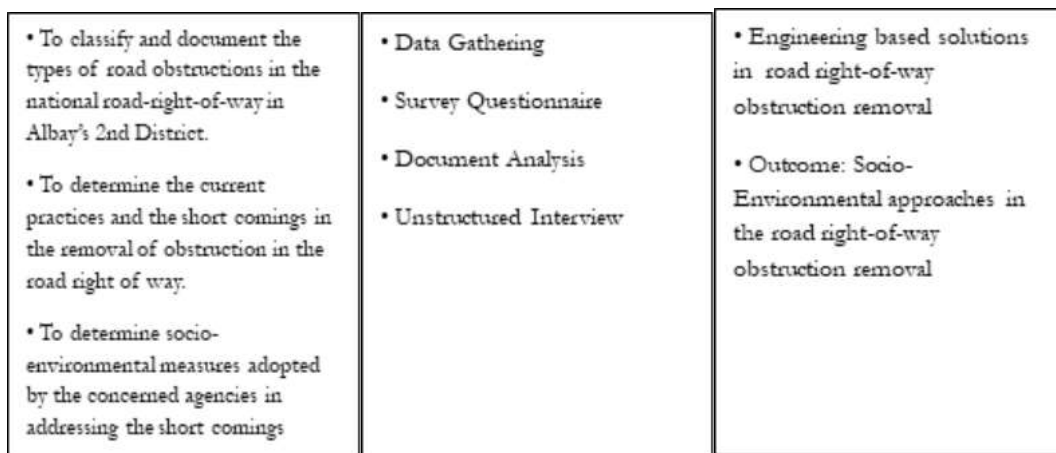 • To classify and document the
types of road obstructions in the
national road-right-of-way in
Albay's 2nd District.
• To determine the current
practices and the short comings in
the removal of obstruction in the
road right of way.
• To determine socio-
environmental measures adopted
by the concerned agencies in
addressing the short comings
• Data Gathering
• Survey Questionnaire
• Document Analysis
• Unstructured Interview
• Engineering based solutions
in road right-of-way
obstruction removal
• Outcome: Socio-
Environmental approaches in
the road right-of-way
obstruction removal